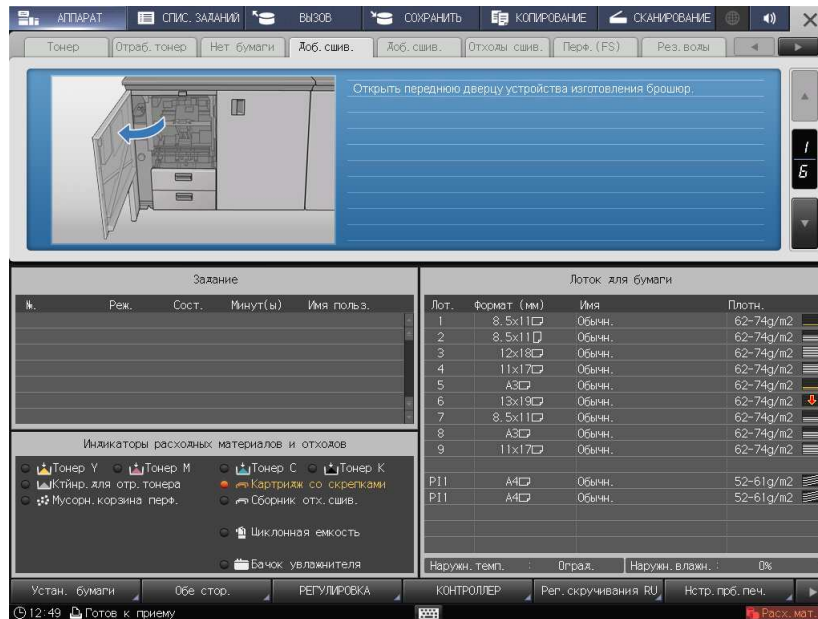 АППАРАТ СПИС. ЗАДАНИЙ ВЫЗОВ СОХРАНИТЬ КОПИРОВАНИЕ СКАНИРОВАНИЕ
Тонер Отраб. тонер Нет бумаги Доб. сшив. Доб. сшив. Отходы сшив. Перф. (FS) Рез. воды
Открыть переднюю дверцу устройства изготовления брошюр.
1
6
Задание
№. Реж. Сост. Минут(ы) Имя польз.
Индикаторы расходных материалов и отходов
Тонер Y Тонер M Тонер C Тонер K
Ктйнр. для отр. тонера Картридж со скрепками
Мусорн. корзина перф. Сборник отх. сшив.
Циклонная емкость
Бачок увлажнителя
Лоток для бумаги
Лот. Формат (мм) Имя Плотн.
1 8.5x11 Обычн. 62-74g/m2
2 8.5x11 Обычн. 62-74g/m2
3 12x18 Обычн. 62-74g/m2
4 11x17 Обычн. 62-74g/m2
5 A3 Обычн. 62-74g/m2
6 13x19 Обычн. 62-74g/m2
7 8.5x11 Обычн. 62-74g/m2
8 A3 Обычн. 62-74g/m2
9 11x17 Обычн. 62-74g/m2
PI1 A4 Обычн. 52-61g/m2
PI1 A4 Обычн. 52-61g/m2
Наружн. темп. : 0град. Наружн. влажн. : 0%
Устан. бумаги Обе стор. РЕГУЛИРОВКА КОНТРОЛЛЕР Рег. скручивания RU Нстр. прб. печ.
12:49 Готов к приему Расх. мат.